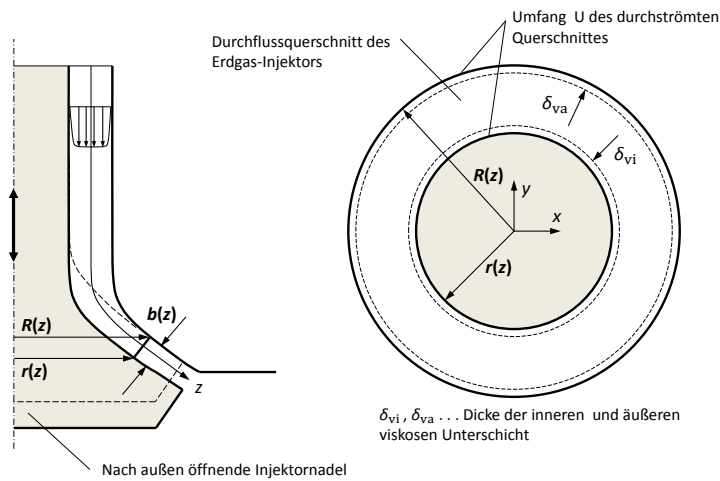 Umfang U des durchströmten
Querschnittes
Durchflussquerschnitt des
Erdgas-Injektors
δva
δvi
R(z)
y
x
r(z)
b(z)
R(z)
r(z)
z
δvi , δva . . . Dicke der inneren und äußeren
viskosen Unterschicht
Nach außen öffnende Injektornadel